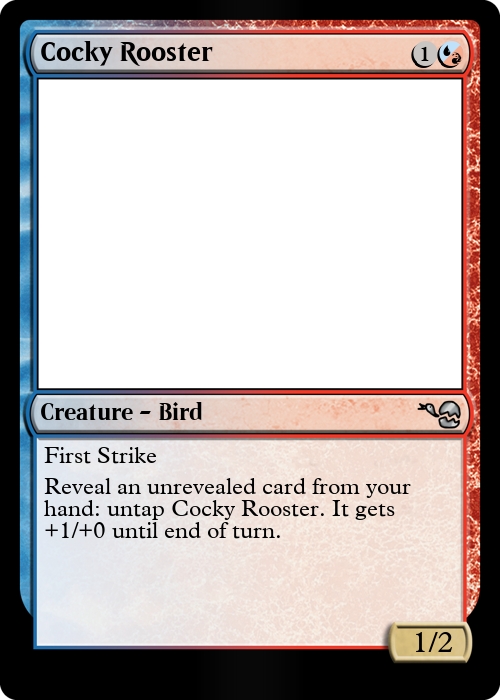 Cocky Rooster 1
Creature – Bird
First Strike
Reveal an unrevealed card from your
hand: untap Cocky Rooster. It gets
+1/+0 until end of turn.
1/2